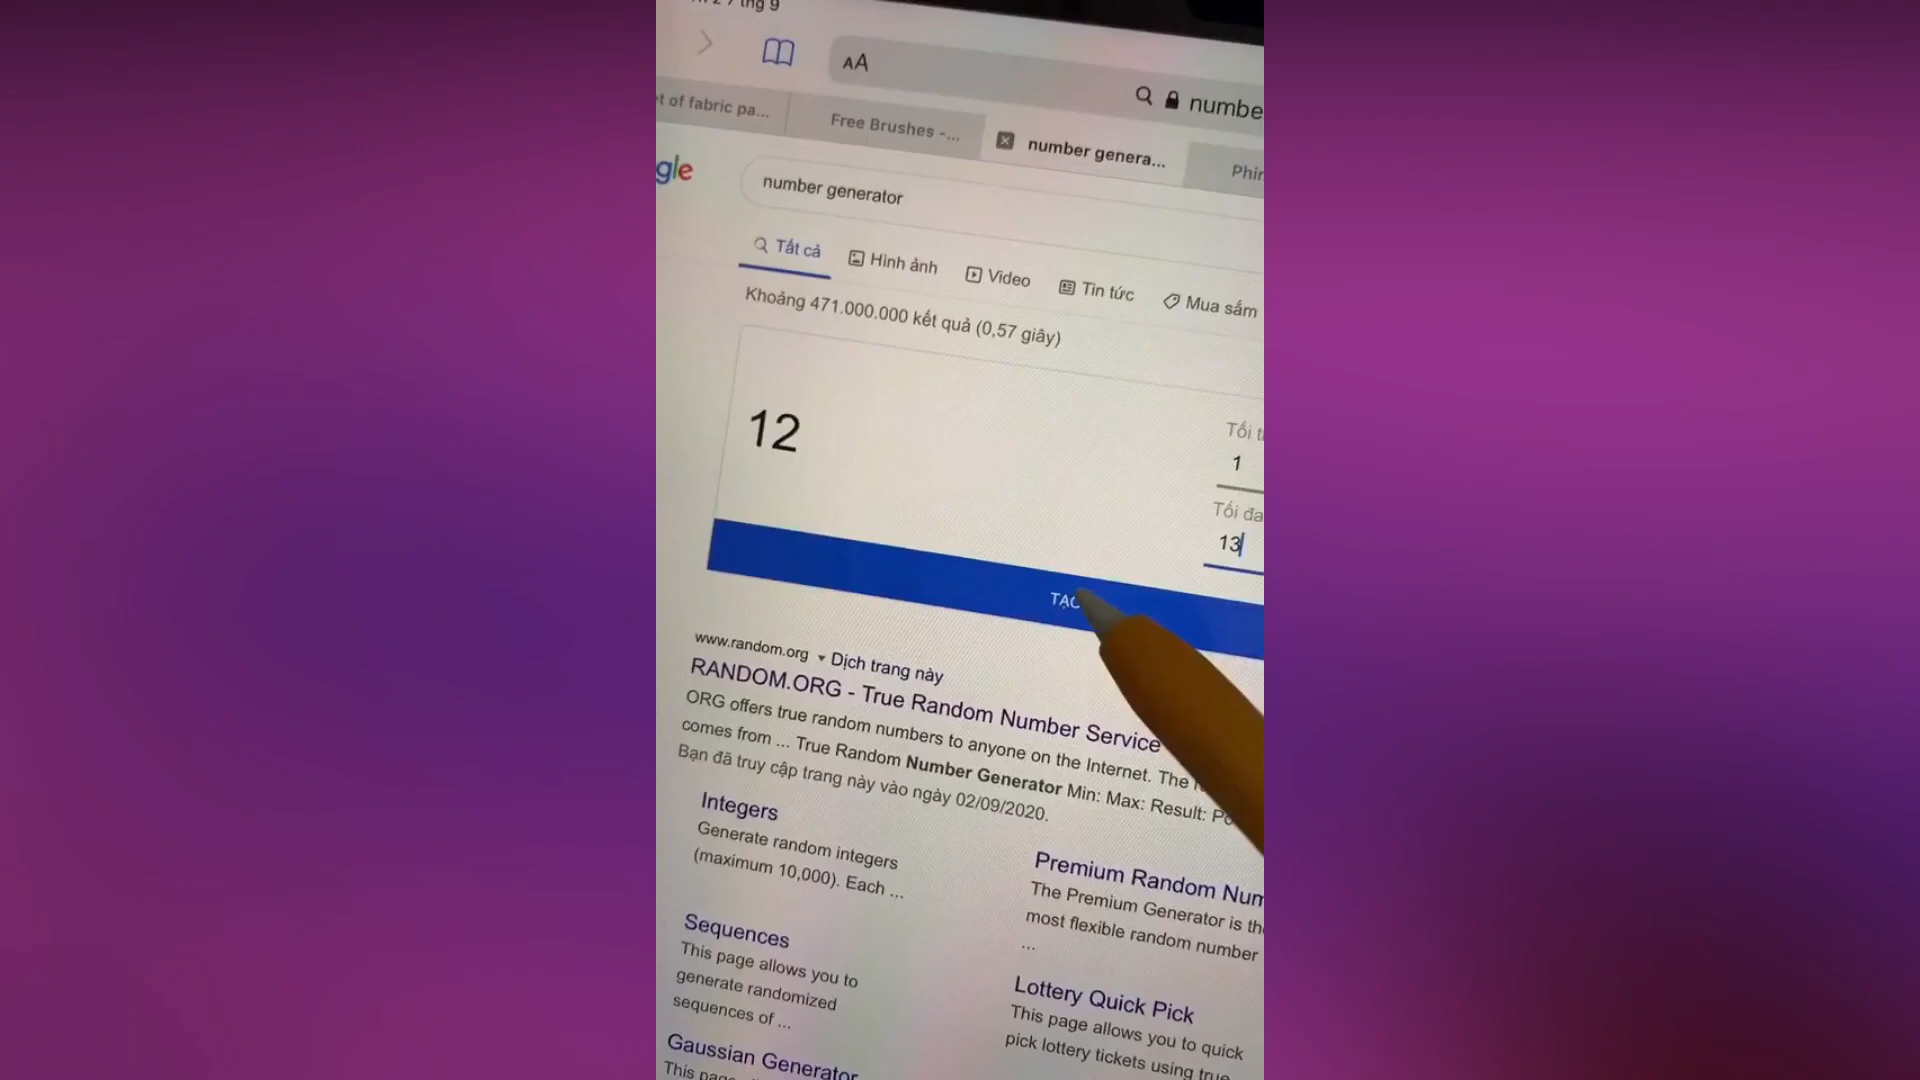 AA
numbe
t of fabric pa...
Free Brushes -...
number genera...
Phir
gle
number generator
Tất cả
Hình ảnh
Video
Tin tức
Mua sắm
Khoảng 471.000.000 kết quả (0,57 giây)
12
Tối t
1
Tối đa
13
TẠO
www.random.org
Dịch trang này
RANDOM.ORG - True Random Number Service
ORG offers true random numbers to anyone on the Internet. The
comes from ... True Random Number Generator Min: Max: Result:
Bạn đã truy cập trang này vào ngày 02/09/2020.
Integers
Generate random integers
(maximum 10,000). Each ...
Premium Random Num
The Premium Generator is the
most flexible random number
...
Sequences
This page allows you to
generate randomized
sequences of ...
Lottery Quick Pick
This page allows you to quick
pick lottery tickets using true
Gaussian Generator
This page